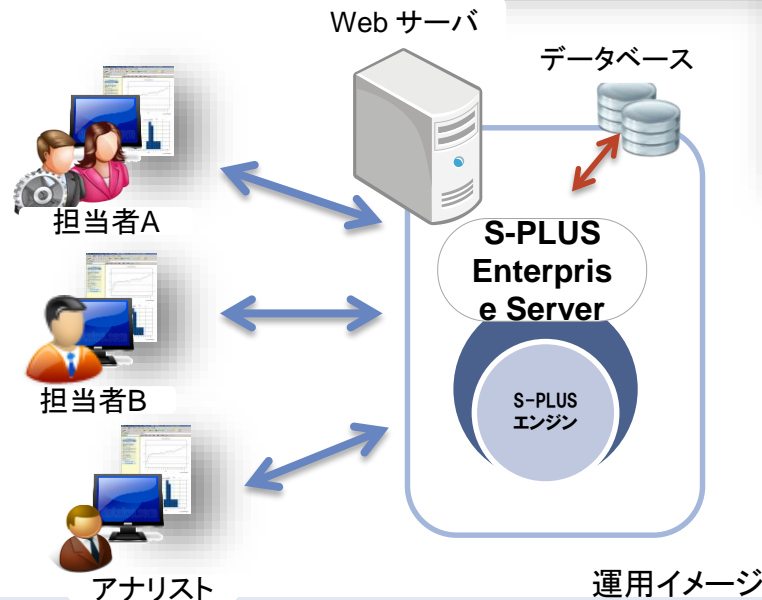 Web サーバ
データベース
担当者A
S-PLUS
Enterpris
e Server
担当者B
S-PLUS
エンジン
アナリスト
運用イメージ